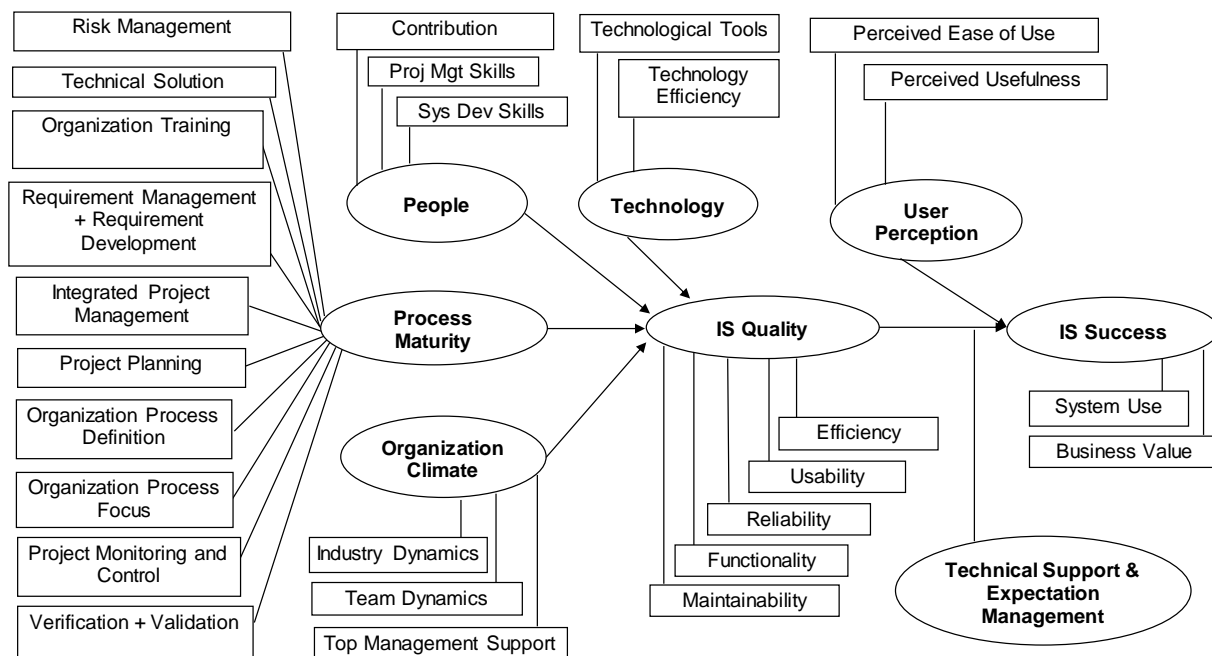 Risk Management
Technical Solution
Organization Training
Requirement Management
+ Requirement
Development
Integrated Project
Management
Project Planning
Organization Process
Definition
Organization Process
Focus
Project Monitoring and
Control
Verification + Validation
Contribution
Proj Mgt Skills
Sys Dev Skills
People
Process
Maturity
Organization
Climate
Industry Dynamics
Team Dynamics
Top Management Support
Technological Tools
Technology
Efficiency
Technology
IS Quality
Efficiency
Usability
Reliability
Functionality
Maintainability
Perceived Ease of Use
Perceived Usefulness
User
Perception
IS Success
System Use
Business Value
Technical Support &
Expectation
Management